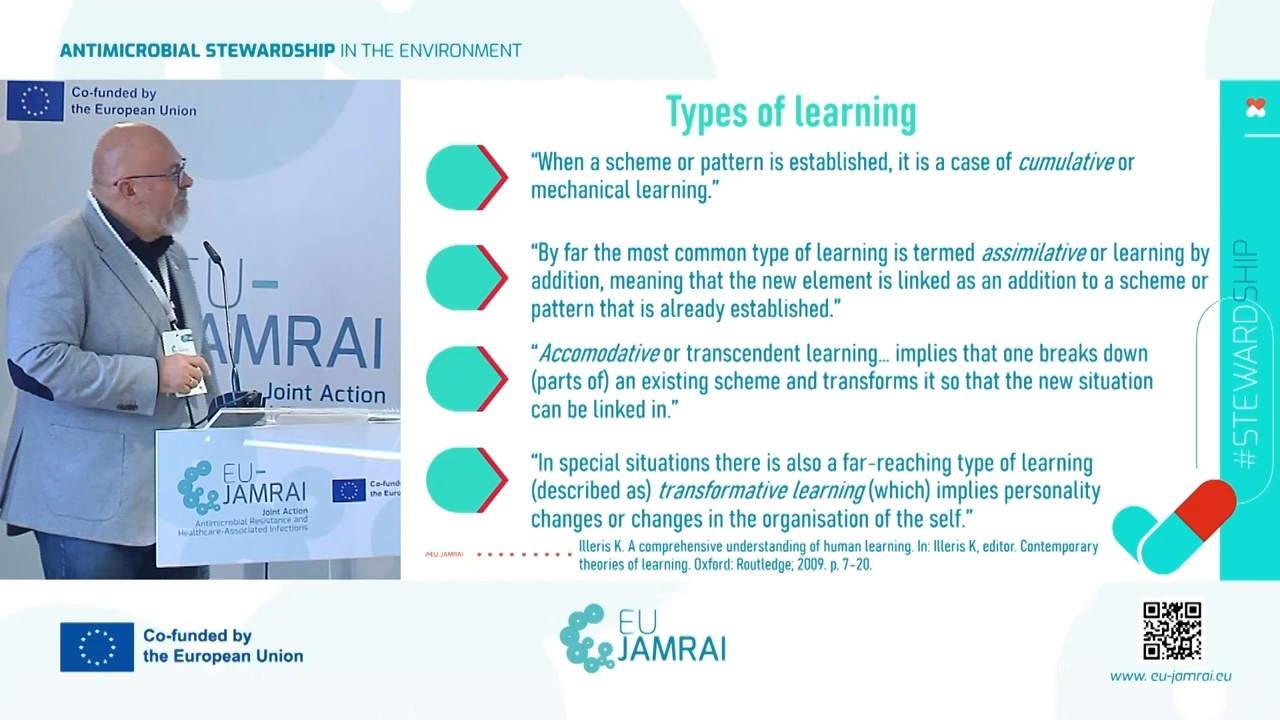 ANTIMICROBIAL STEWARDSHIP IN THE ENVIRONMENT
Co-funded by
the European Union
EU-
JAMRAI
Joint Action
EU-
JAMRAI
Joint Action
Antimicrobial Resistance and
Healthcare-Associated Infections
Co-fund
the Euro
Types of learning
“When a scheme or pattern is established, it is a case of cumulative or
mechanical learning.”
“By far the most common type of learning is termed assimilative or learning by
addition, meaning that the new element is linked as an addition to a scheme or
pattern that is already established.”
“Accomodative or transcendent learning... implies that one breaks down
(parts of) an existing scheme and transforms it so that the new situation
can be linked in.”
“In special situations there is also a far-reaching type of learning
(described as) transformative learning (which) implies personality
changes or changes in the organisation of the self.”
#EU-JAMRAI
Illeris K. A comprehensive understanding of human learning. In: Illeris K, editor. Contemporary
theories of learning. Oxford: Routledge; 2009. p. 7-20.
#STEWARDSHIP
Co-funded by
the European Union
EU
JAMRAI
www. eu-jamrai.eu